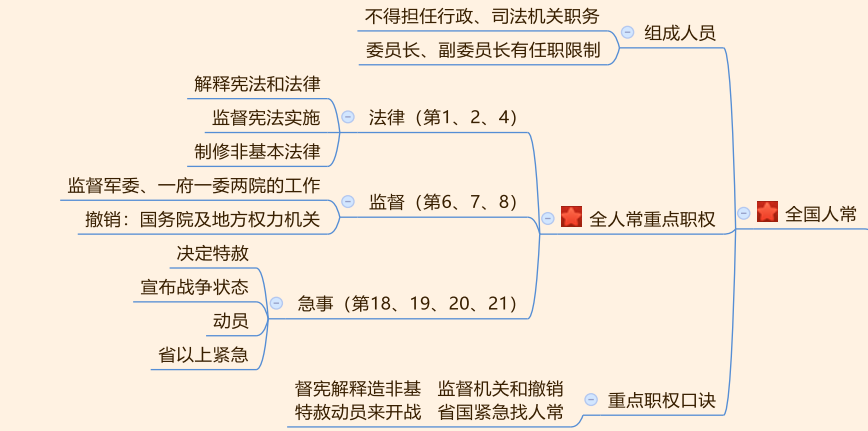 不得担任行政、司法机关职务
委员长、副委员长有任职限制
组成人员
解释宪法和法律
监督宪法实施
制修非基本法律
法律（第1、2、4）
监督军委、一府一委两院的工作
撤销：国务院及地方权力机关
监督（第6、7、8）
全人常重点职权
全国人常
决定特赦
宣布战争状态
动员
省以上紧急
急事（第18、19、20、21）
督宪解释造非基 监督机关和撤销
特赦动员来开战 省国紧急找人常
重点职权口诀